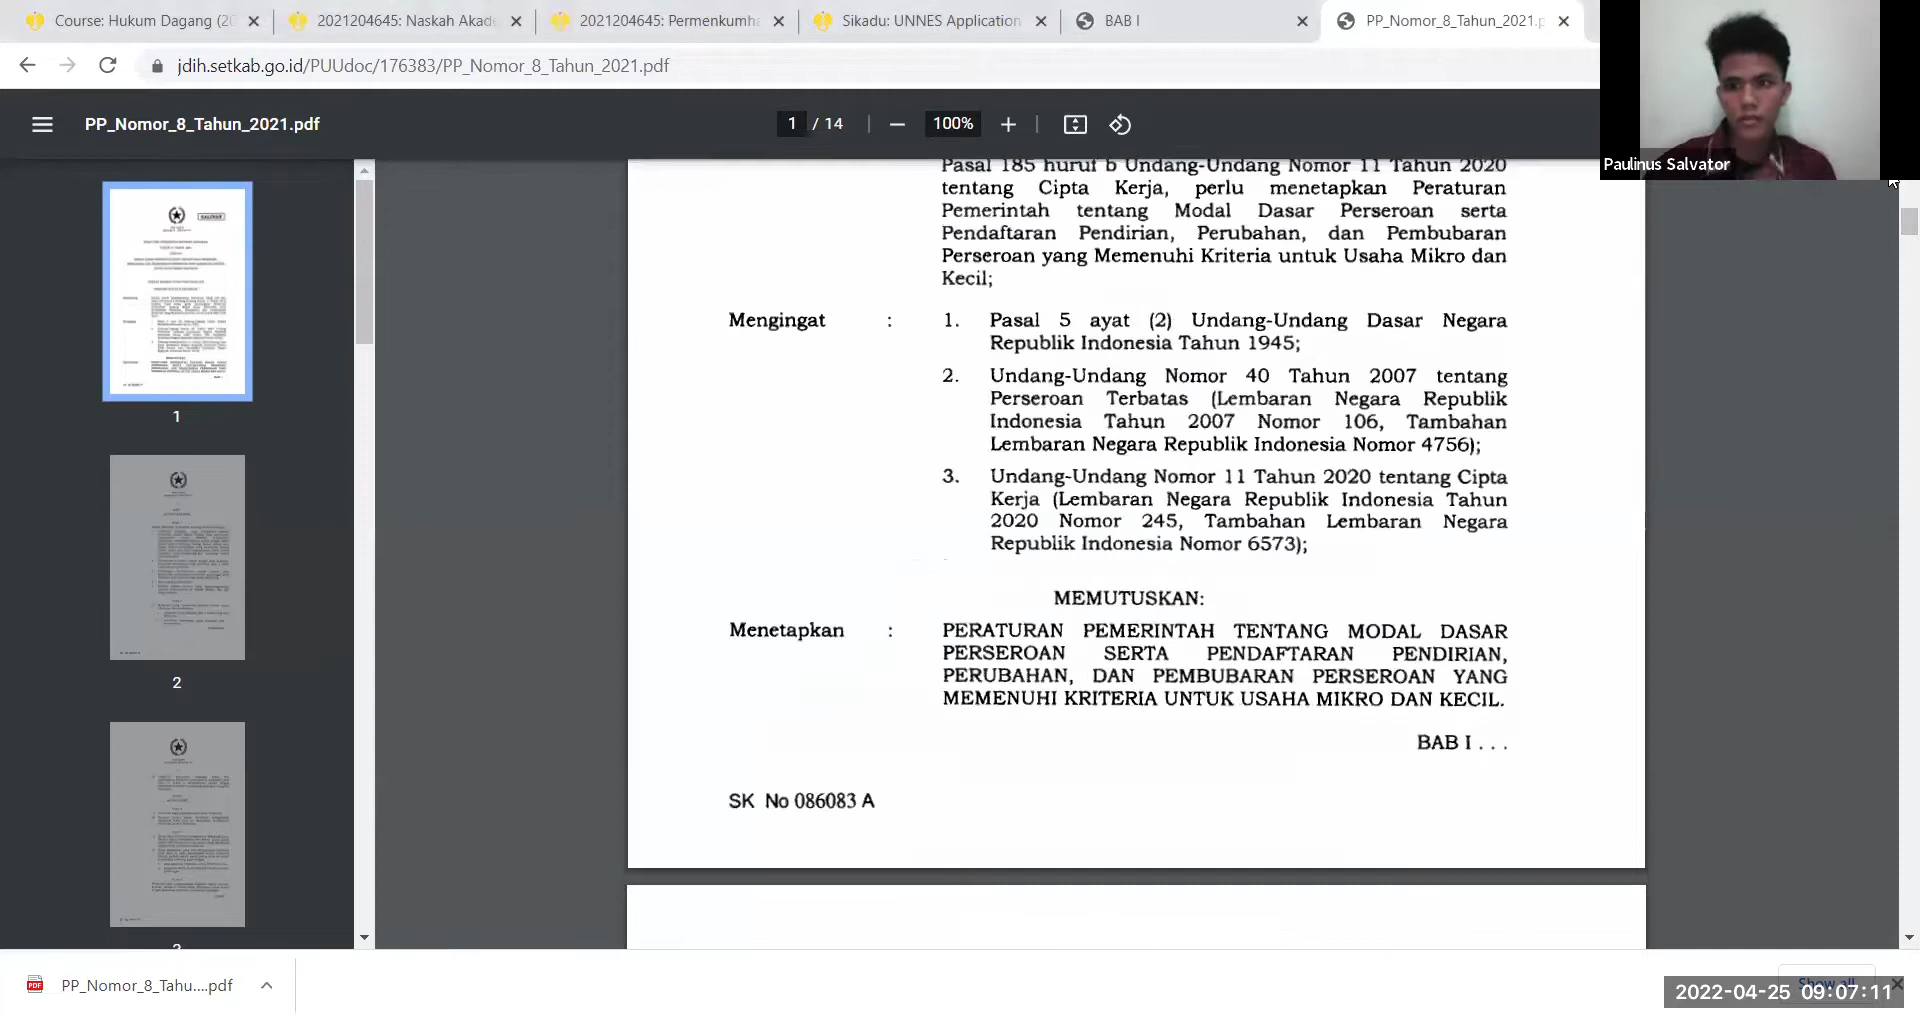 Course: Hukum Dagang (20
2021204645: Naskah Akade
2021204645: Permenkumha
Sikadu: UNNES Application
BAB I
PP_Nomor_8_Tahun_2021.p
jdih.setkab.go.id/PUUdoc/176383/PP_Nomor_8_Tahun_2021.pdf
PP_Nomor_8_Tahun_2021.pdf
1 / 14
100%
Paulinus Salvator
1
2
Pasal 185 huruf b Undang-Undang Nomor 11 Tahun 2020
tentang Cipta Kerja, perlu menetapkan Peraturan
Pemerintah tentang Modal Dasar Perseroan serta
Pendaftaran Pendirian, Perubahan, dan Pembubaran
Perseroan yang Memenuhi Kriteria untuk Usaha Mikro dan
Kecil;
Mengingat : 1. Pasal 5 ayat (2) Undang-Undang Dasar Negara
Republik Indonesia Tahun 1945;
2. Undang-Undang Nomor 40 Tahun 2007 tentang
Perseroan Terbatas (Lembaran Negara Republik
Indonesia Tahun 2007 Nomor 106, Tambahan
Lembaran Negara Republik Indonesia Nomor 4756);
3. Undang-Undang Nomor 11 Tahun 2020 tentang Cipta
Kerja (Lembaran Negara Republik Indonesia Tahun
2020 Nomor 245, Tambahan Lembaran Negara
Republik Indonesia Nomor 6573);
MEMUTUSKAN:
Menetapkan : PERATURAN PEMERINTAH TENTANG MODAL DASAR
PERSEROAN SERTA PENDAFTARAN PENDIRIAN,
PERUBAHAN, DAN PEMBUBARAN PERSEROAN YANG
MEMENUHI KRITERIA UNTUK USAHA MIKRO DAN KECIL.
BAB I . . .
SK No 086083 A
PP_Nomor_8_Tahu....pdf
Show all
2022-04-25 09:07:11